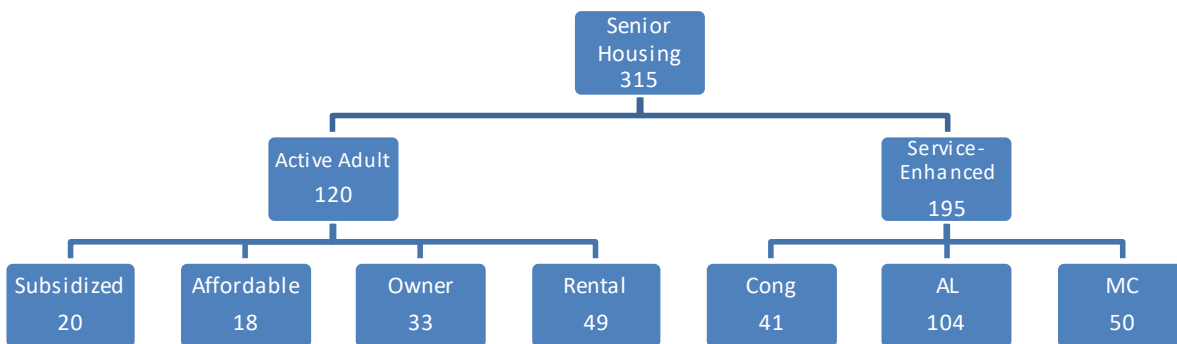 Senior
Housing
315
Active Adult
120
Service-
Enhanced
195
Subsidized
20
Affordable
18
Owner
33
Rental
49
Cong
41
AL
104
MC
50